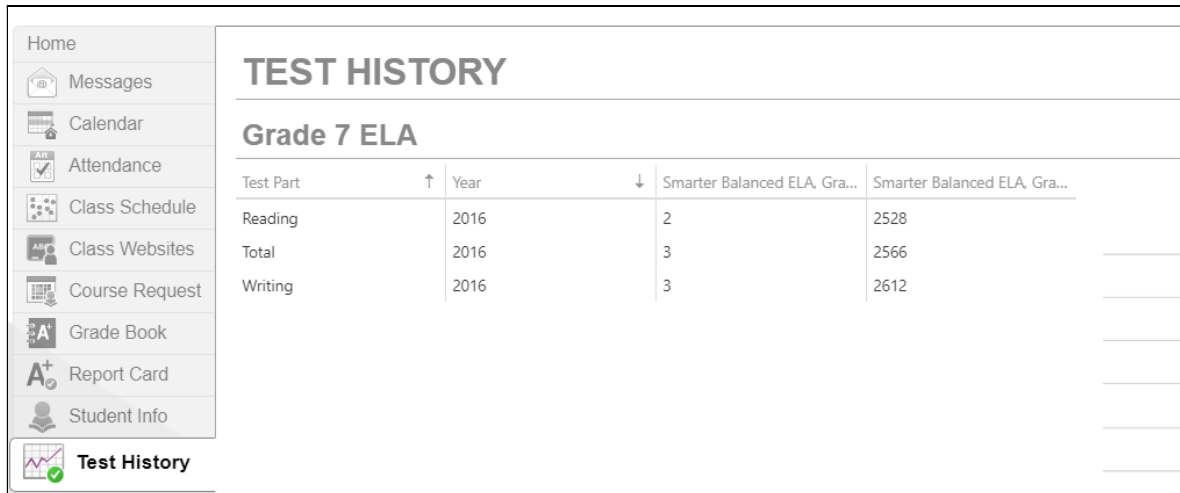 Home
Messages
Calendar
Attendance
Class Schedule
Class Websites
Course Request
Grade Book
Report Card
Student Info
Test History
TEST HISTORY
Grade 7 ELA
Test Part ↑ Year ↓ Smarter Balanced ELA, Gra... Smarter Balanced ELA, Gra...
Reading 2016 2 2528
Total 2016 3 2566
Writing 2016 3 2612